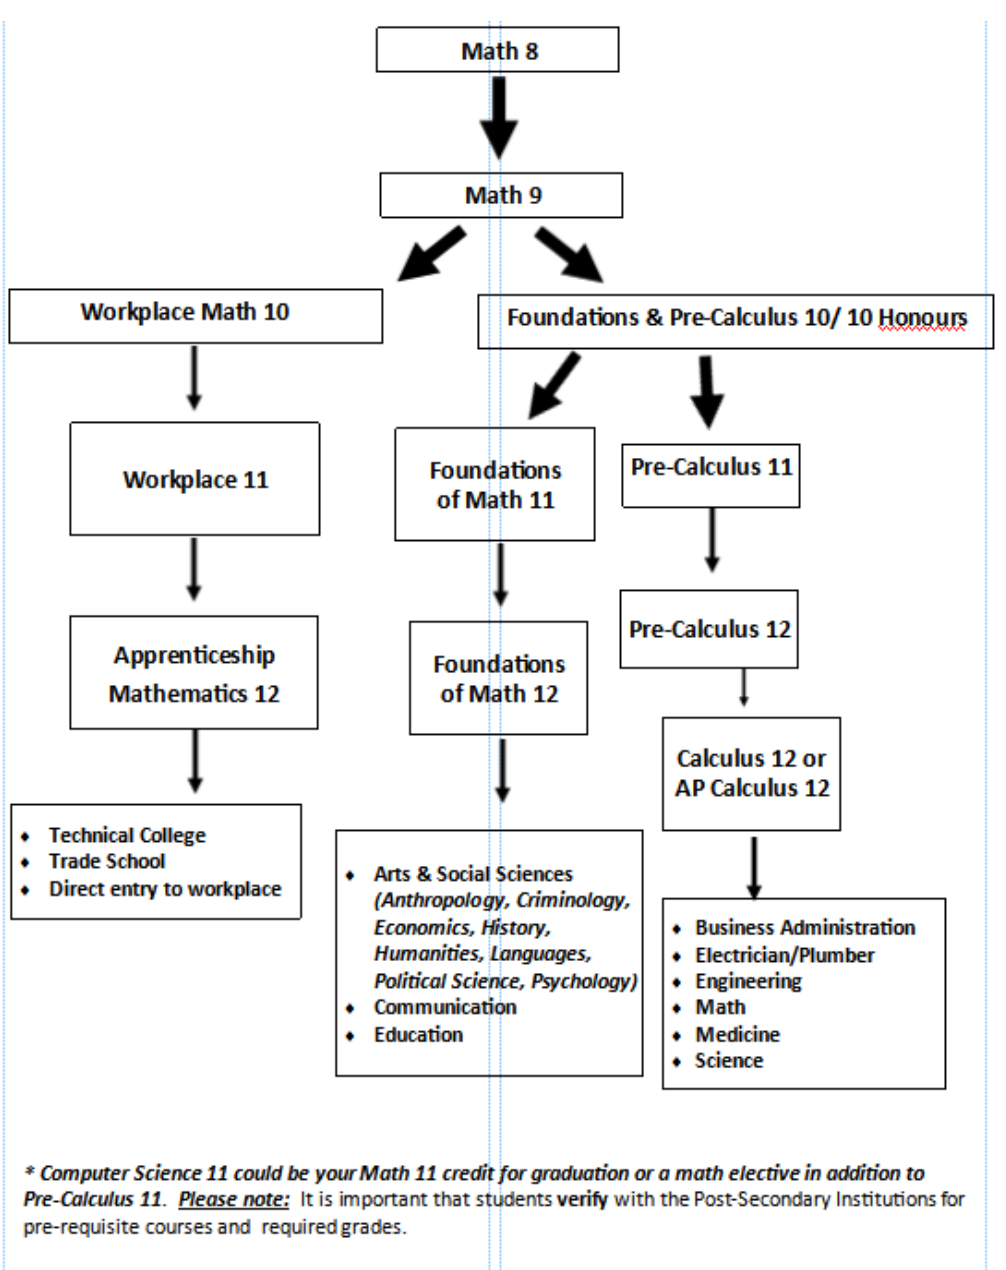 Math 8
Math 9
Workplace Math 10
Foundations & Pre-Calculus 10/ 10 Honours
Workplace 11
Foundations
of Math 11
Pre-Calculus 11
Apprenticeship
Mathematics 12
Foundations
of Math 12
Pre-Calculus 12
Calculus 12 or
AP Calculus 12
♦ Technical College
♦ Trade School
♦ Direct entry to workplace
♦ Arts & Social Sciences
(Anthropology, Criminology,
Economics, History,
Humanities, Languages,
Political Science, Psychology)
♦ Communication
♦ Education
♦ Business Administration
♦ Electrician/Plumber
♦ Engineering
♦ Math
♦ Medicine
♦ Science
* Computer Science 11 could be your Math 11 credit for graduation or a math elective in addition to
Pre-Calculus 11. Please note: It is important that students verify with the Post-Secondary Institutions for
pre-requisite courses and required grades.